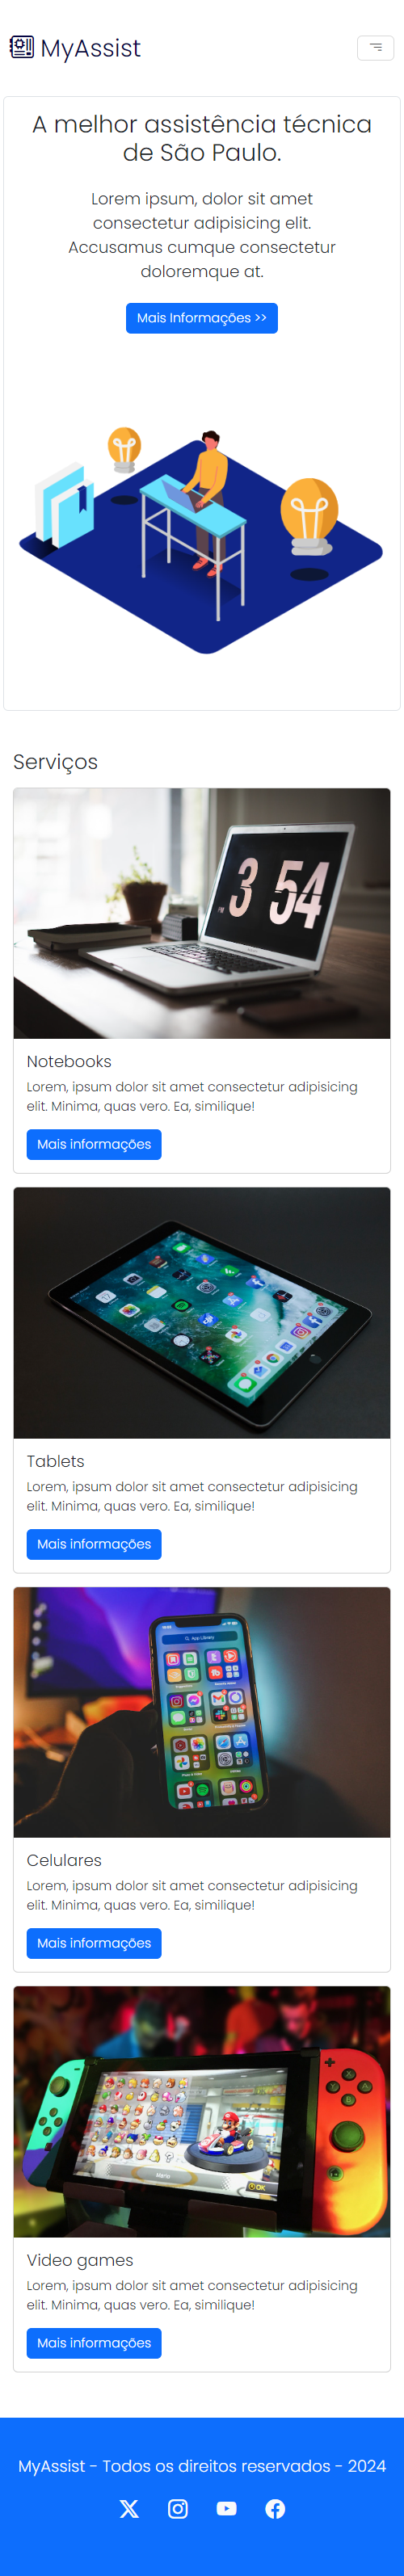 MyAssist
A melhor assistência técnica
de São Paulo.
Lorem ipsum, dolor sit amet
consectetur adipisicing elit.
Accusamus cumque consectetur
doloremque at.
Mais Informações >>
Serviços
3 54
Notebooks
Lorem, ipsum dolor sit amet consectetur adipisicing
elit. Minima, quas vero. Ea, similique!
Mais informações
Tablets
Lorem, ipsum dolor sit amet consectetur adipisicing
elit. Minima, quas vero. Ea, similique!
Mais informações
App Library
Celulares
Lorem, ipsum dolor sit amet consectetur adipisicing
elit. Minima, quas vero. Ea, similique!
Mais informações
X
Y A
B
Mario
OK
Video games
Lorem, ipsum dolor sit amet consectetur adipisicing
elit. Minima, quas vero. Ea, similique!
Mais informações
MyAssist - Todos os direitos reservados - 2024